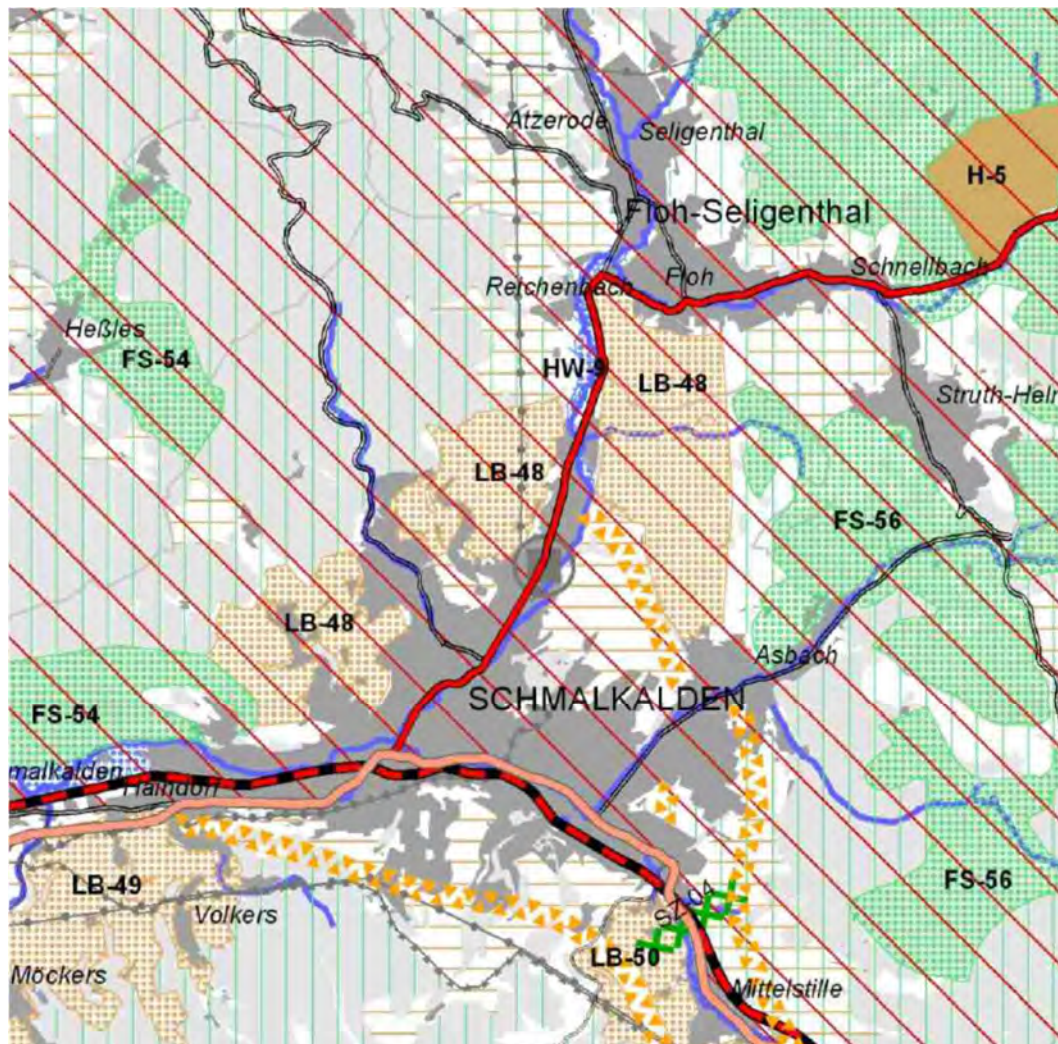 Atzerode
Seligenthal
H-5
Floh-Seligenthal
Schnellbach
Floh
Reichenbach
Heßles
FS-54
HW-9
LB-48
Struth-Helm
LB-48
FS-56
LB-48
Asbach
SCHMALKALDEN
FS-54
malkalden
Haindorf
LB-49
FS-56
Volkers
LB-50
Möckers
Mittelstille